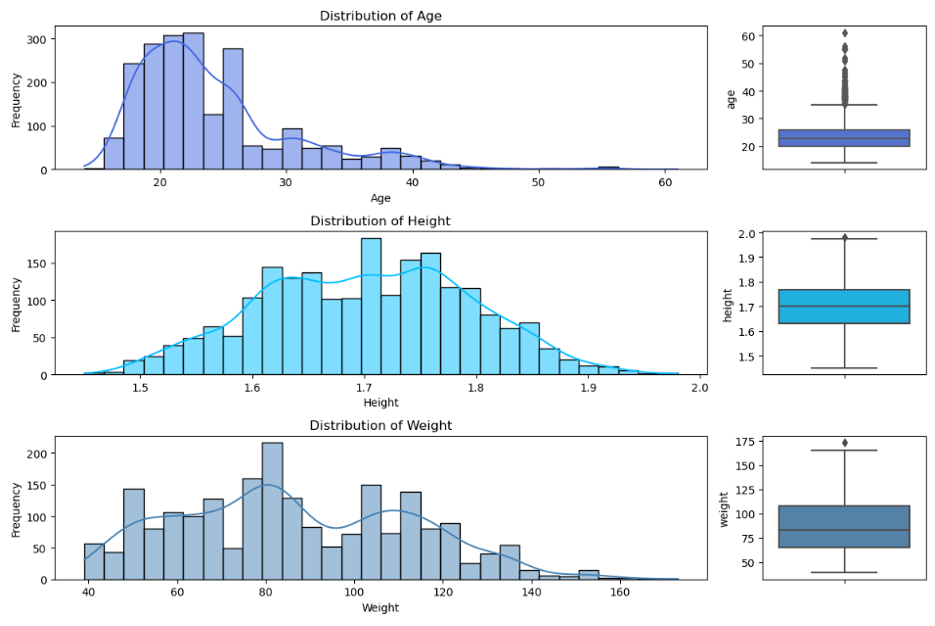 Distribution of Age
Frequency
300
200
100
0
20 30 40 50 60
Age
age
60
50
40
30
20
Distribution of Height
Frequency
150
100
50
0
1.5 1.6 1.7 1.8 1.9 2.0
Height
height
2.0
1.9
1.8
1.7
1.6
1.5
Distribution of Weight
Frequency
200
150
100
50
0
40 60 80 100 120 140 160
Weight
weight
175
150
125
100
75
50